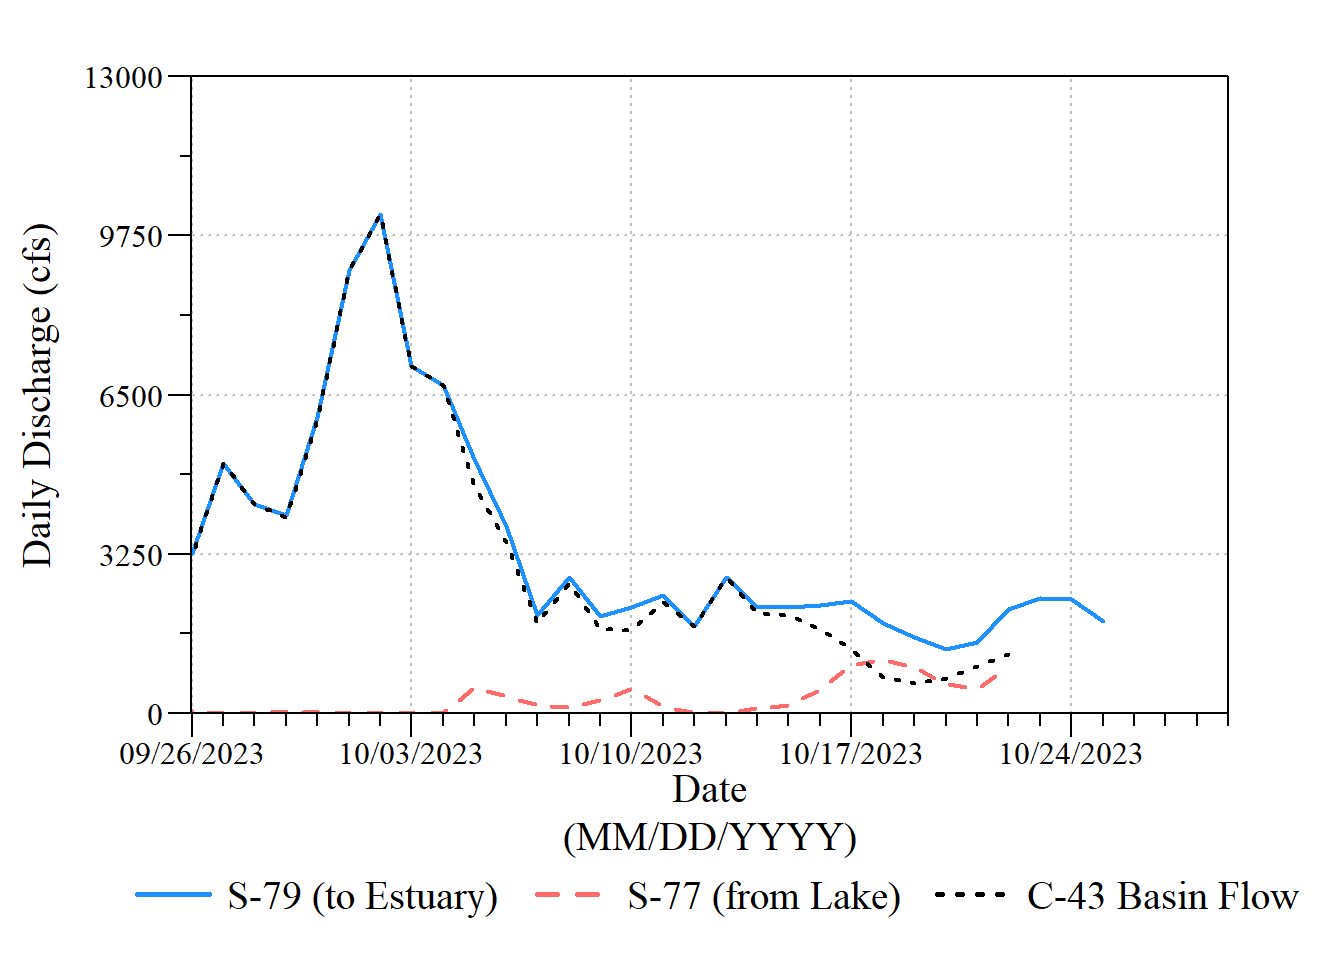 13000
9750
6500
3250
0
Daily Discharge (cfs)
09/26/2023 10/03/2023 10/10/2023 10/17/2023 10/24/2023
Date
(MM/DD/YYYY)
S-79 (to Estuary) S-77 (from Lake) C-43 Basin Flow